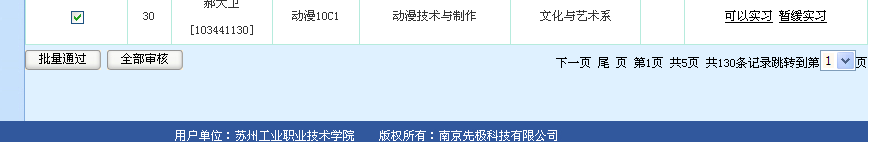 郝大卫
30 动漫10C1 动漫技术与制作 文化与艺术系 可以实习 暂缓实习
[103441130]
批量通过 全部审核 下一页 尾 页 第1页 共5页 共130条记录跳转到第 1 页
用户单位：苏州工业职业技术学院 版权所有：南京先极科技有限公司